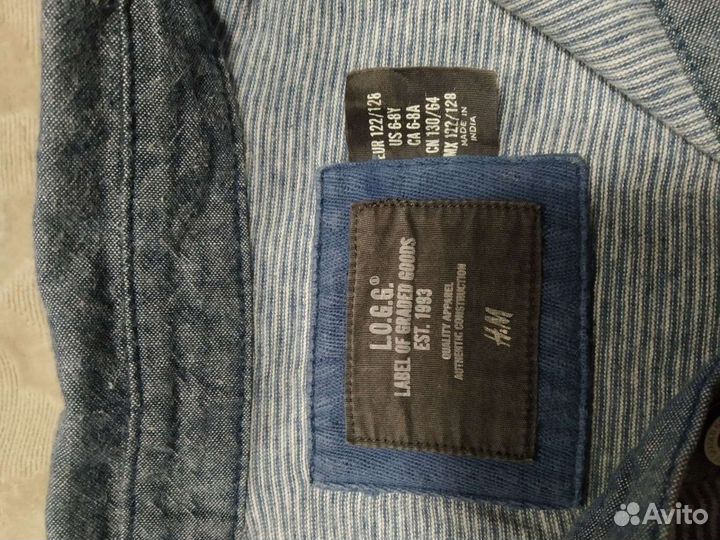 EUR 122/128
US 6-8Y
CA 6-8A
CN 130/64
MX 122/128
MADE IN
INDIA
L.O.G.G.®
LABEL OF GRADED GOODS
EST. 1993
QUALITY APPAREL
AUTHENTIC CONSTRUCTION
H&M
Avito